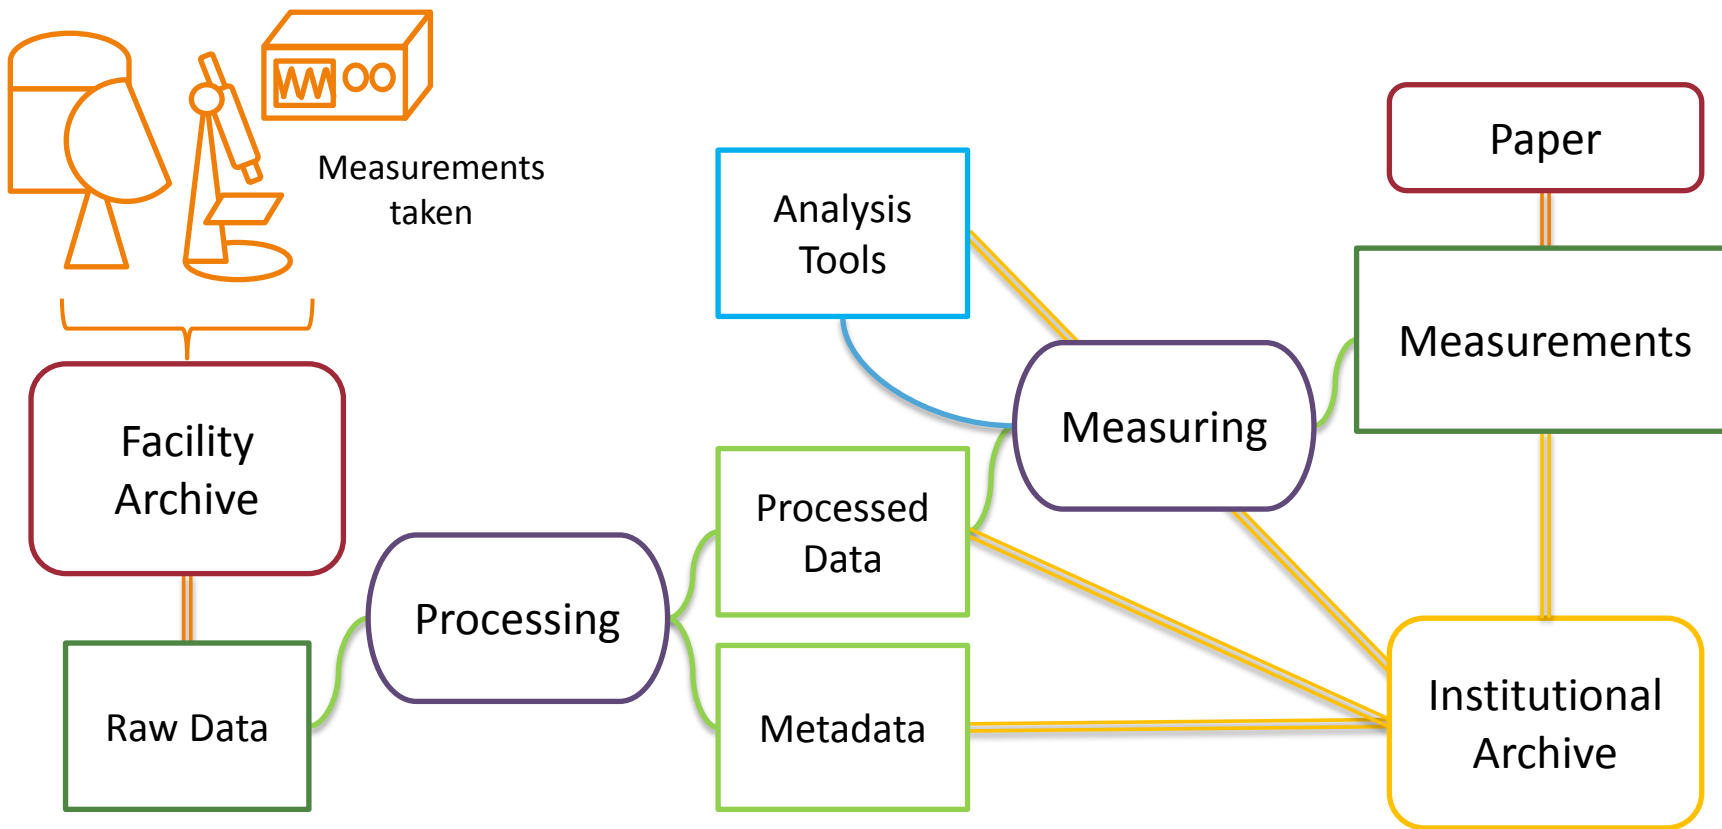 Measurements
taken
Facility
Archive
Raw Data
Processing
Analysis
Tools
Processed
Data
Metadata
Measuring
Paper
Measurements
Institutional
Archive